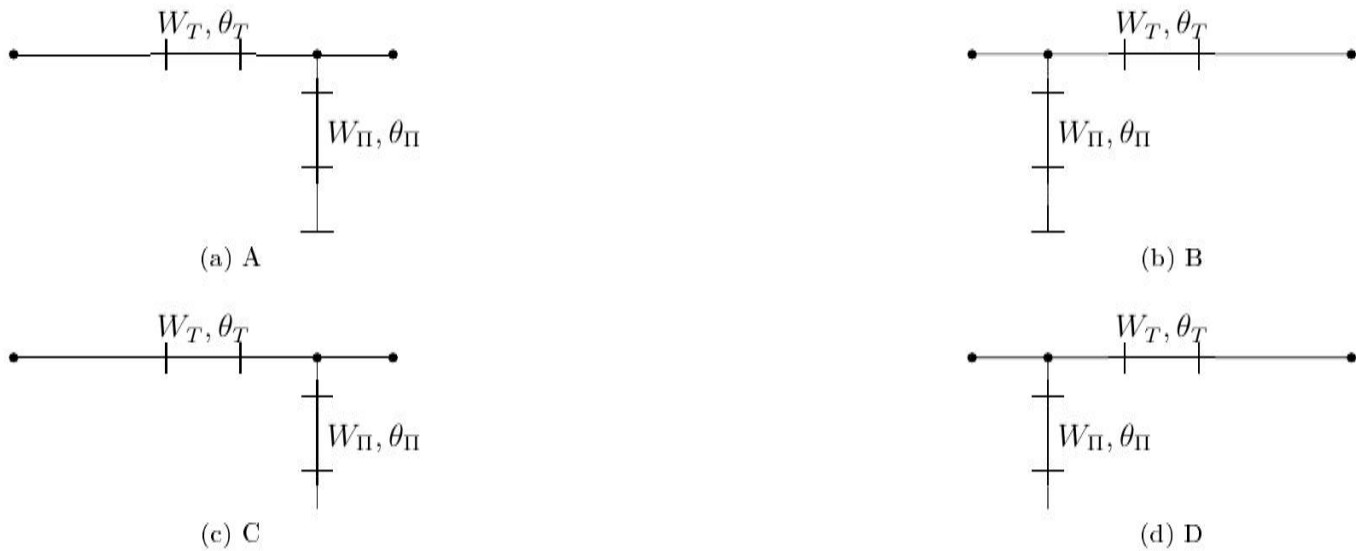 W_T, θ_T W_T, θ_T
W_Π, θ_Π W_Π, θ_Π
(a) A (b) B
W_T, θ_T W_T, θ_T
W_Π, θ_Π W_Π, θ_Π
(c) C (d) D